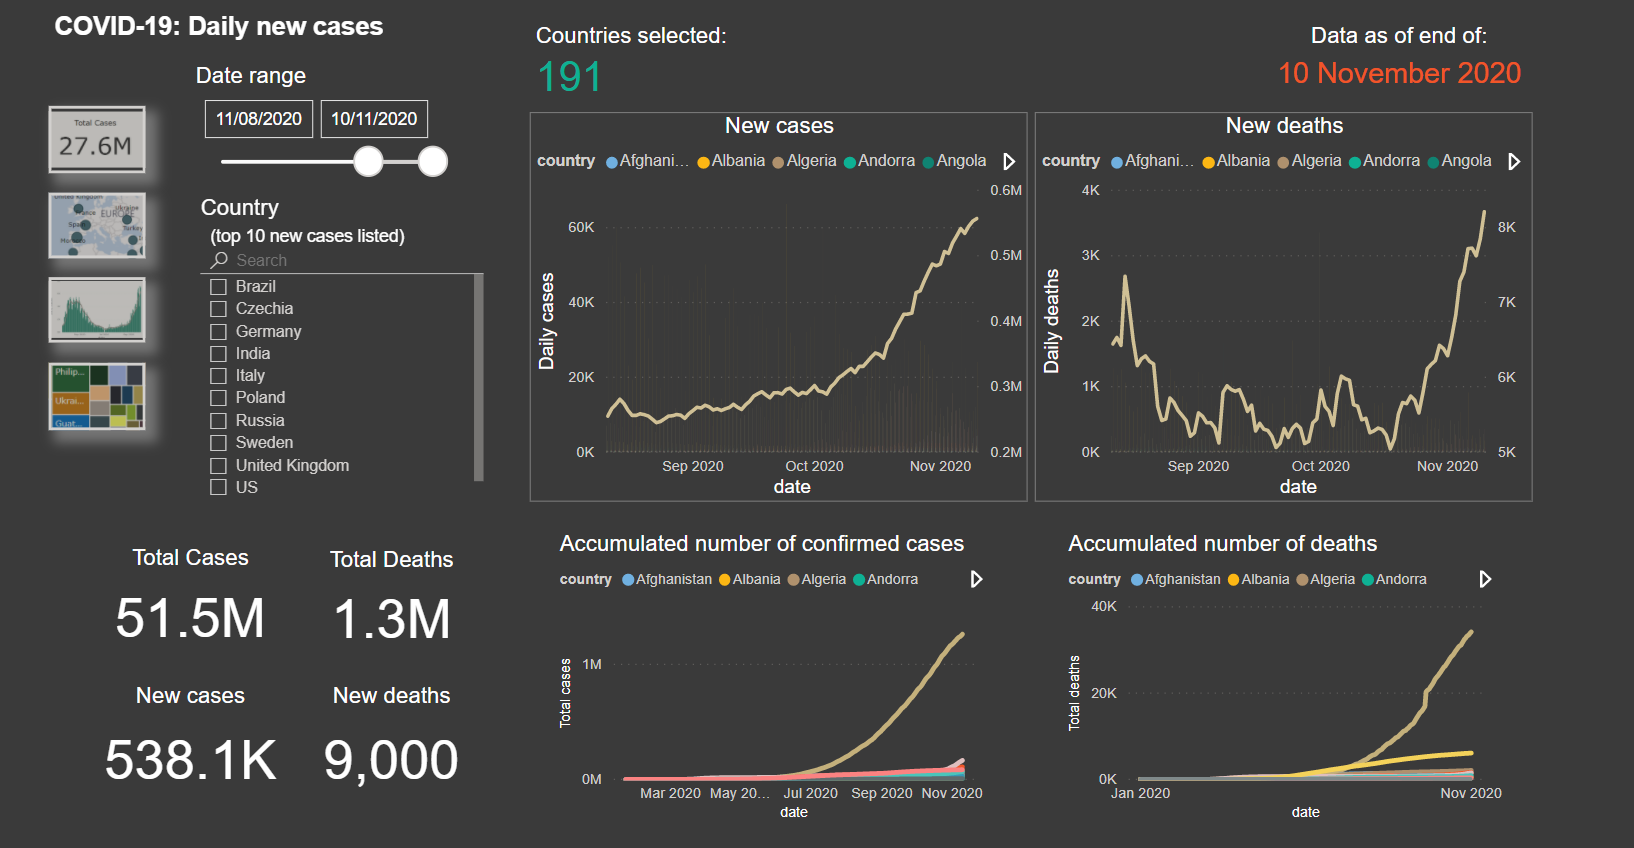 COVID-19: Daily new cases
Date range
11/08/2020 10/11/2020
Total Cases
27.6M
Ukraine
France
EUROPE
Spain
Turkey
Philip...
Ukrai...
Guat...
Country
(top 10 new cases listed)
Search
Brazil
Czechia
Germany
India
Italy
Poland
Russia
Sweden
United Kingdom
US
Total Cases
51.5M
Total Deaths
1.3M
New cases
538.1K
New deaths
9,000
Countries selected:
191
Data as of end of:
10 November 2020
New cases
country Afghani... Albania Algeria Andorra Angola
Daily cases
60K
40K
20K
0K
0.6M
0.5M
0.4M
0.3M
0.2M
Sep 2020 Oct 2020 Nov 2020
date
New deaths
country Afghani... Albania Algeria Andorra Angola
Daily deaths
4K
3K
2K
1K
0K
8K
7K
6K
5K
Sep 2020 Oct 2020 Nov 2020
date
Accumulated number of confirmed cases
country Afghanistan Albania Algeria Andorra
Total cases
1M
0M
Mar 2020 May 20... Jul 2020 Sep 2020 Nov 2020
date
Accumulated number of deaths
country Afghanistan Albania Algeria Andorra
Total deaths
40K
20K
0K
Jan 2020 Nov 2020
date